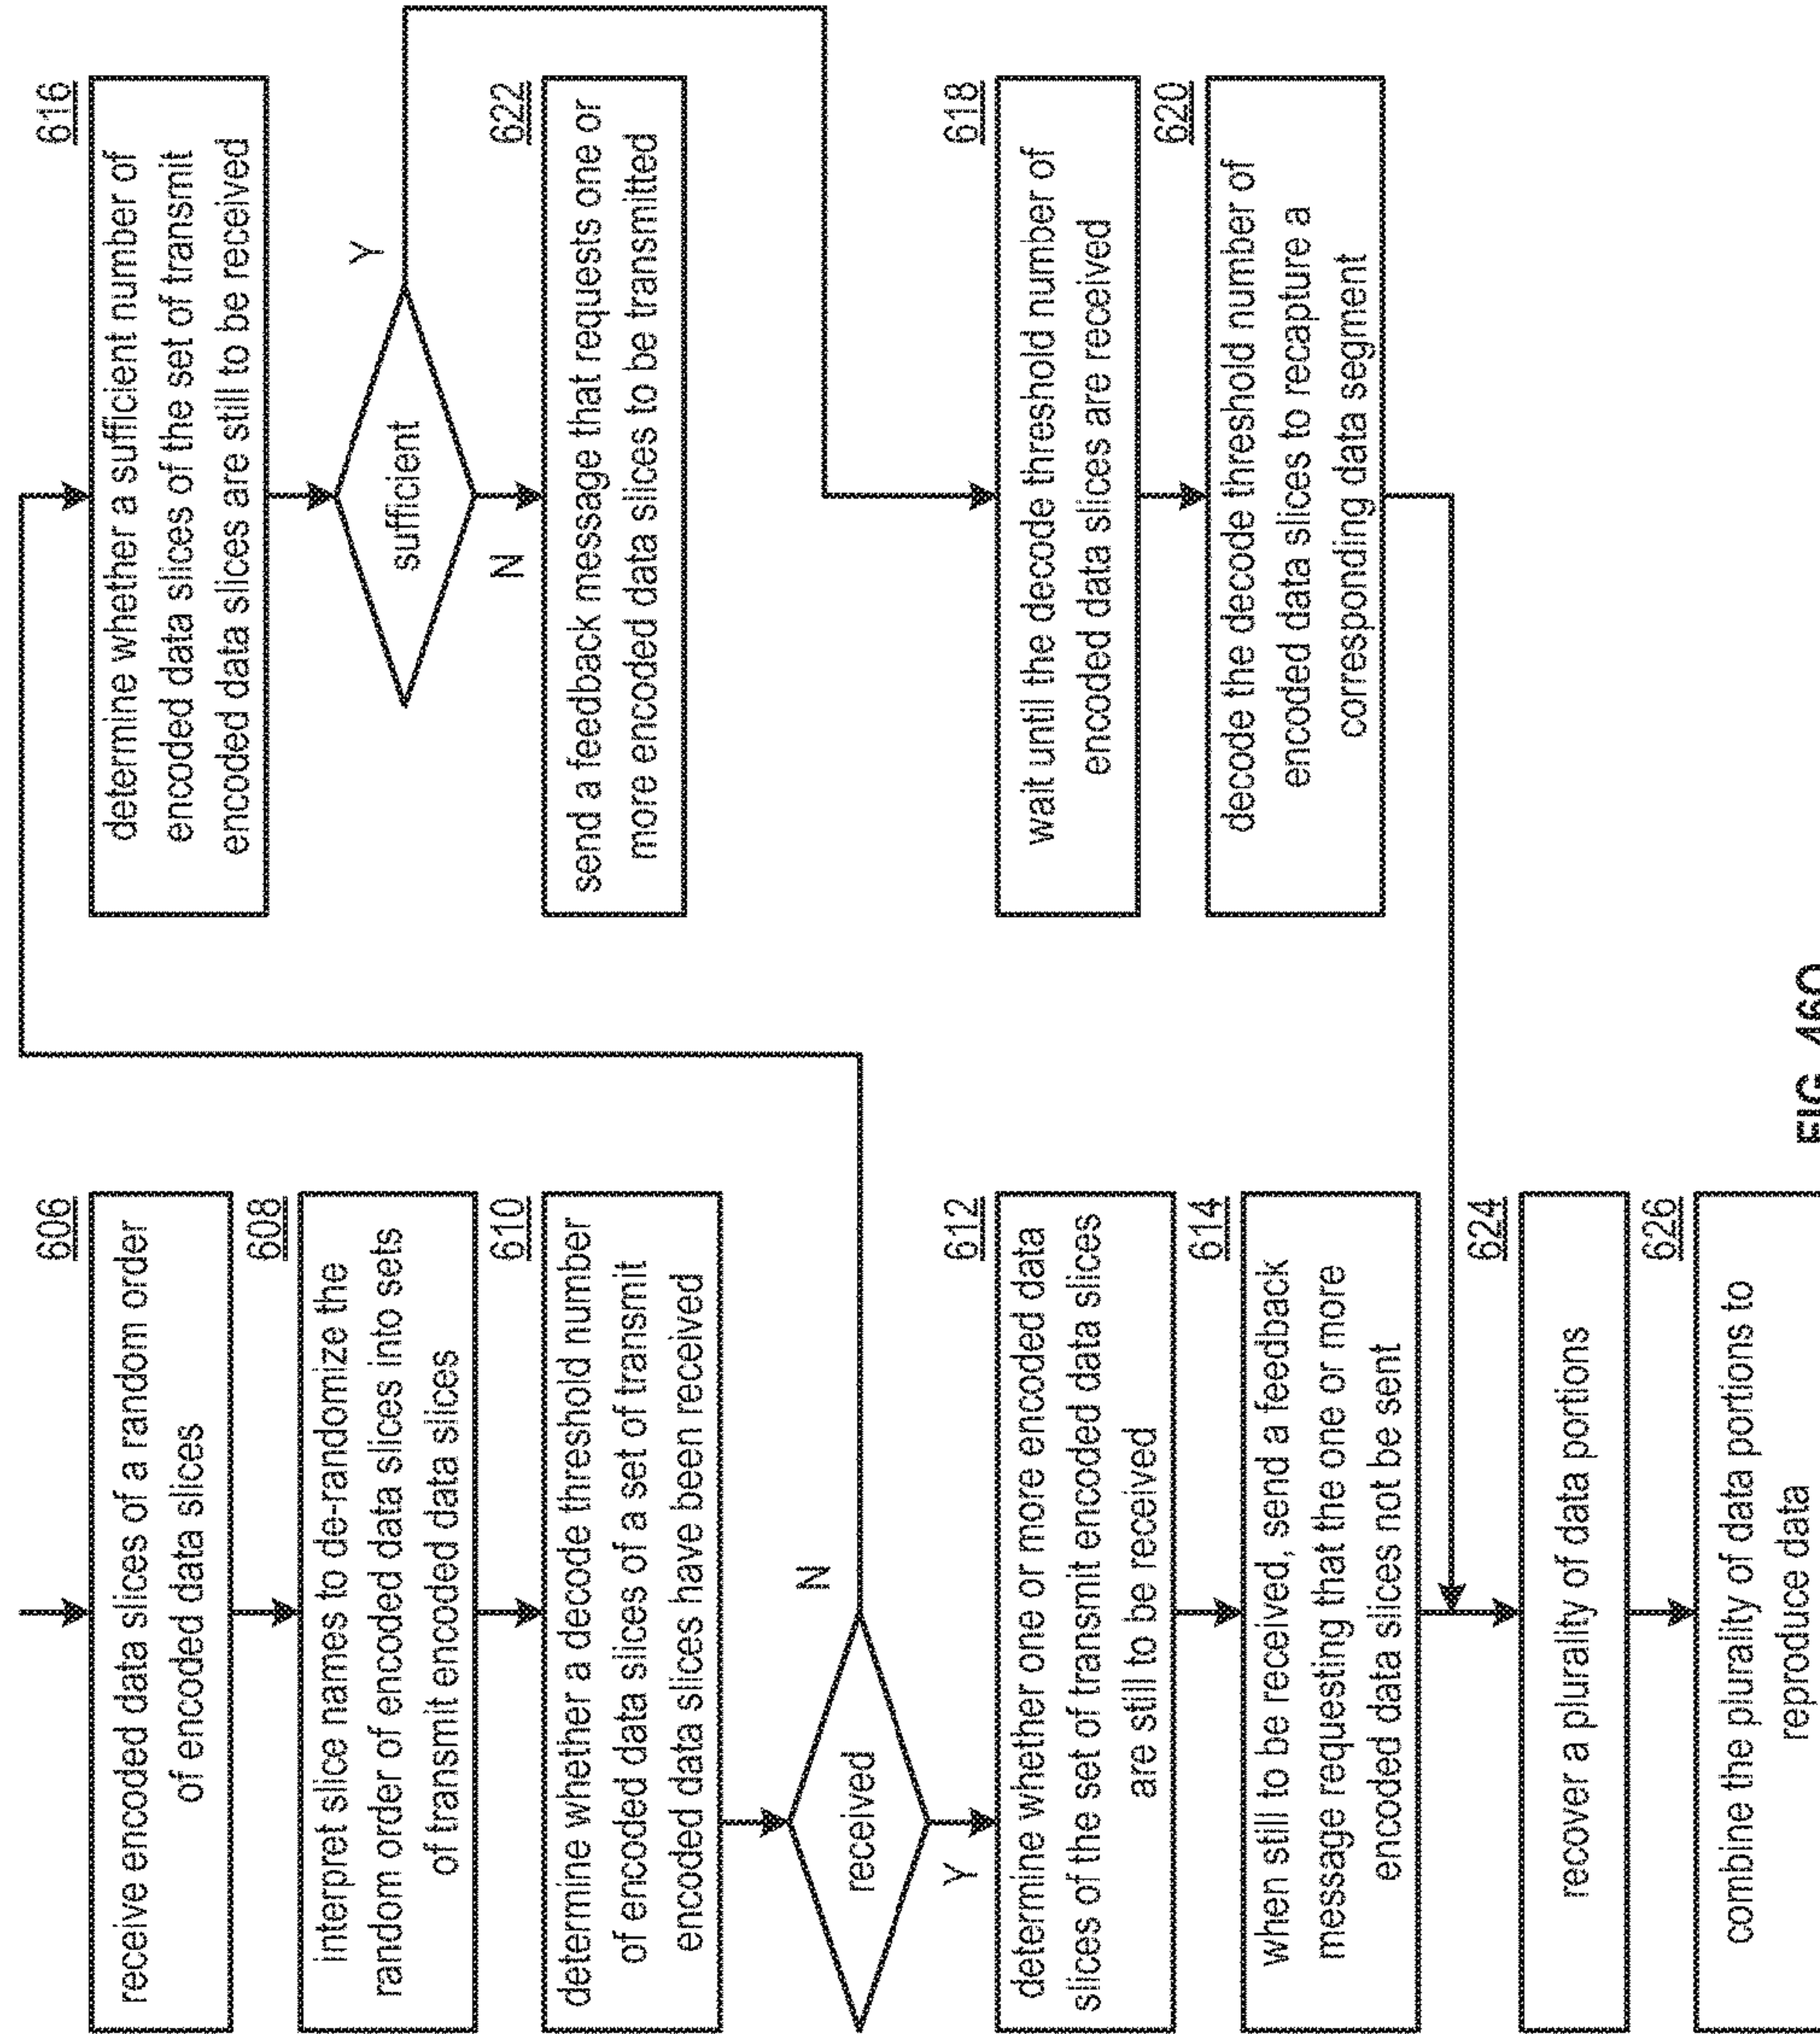 606
receive encoded data slices of a random order
of encoded data slices
608
interpret slice names to de-randomize the
random order of encoded data slices into sets
of transmit encoded data slices
610
determine whether a decode threshold number
of encoded data slices of a set of transmit
encoded data slices have been received
received
N
Y
612
determine whether one or more encoded data
slices of the set of transmit encoded data slices
are still to be received
614
when still to be received, send a feedback
message requesting that the one or more
encoded data slices not be sent
624
recover a plurality of data portions
626
combine the plurality of data portions to
reproduce data
616
determine whether a sufficient number of
encoded data slices of the set of transmit
encoded data slices are still to be received
sufficient
Y
N
622
send a feedback message that requests one or
more encoded data slices to be transmitted
618
wait until the decode threshold number of
encoded data slices are received
620
decode the decode threshold number of
encoded data slices to recapture a
corresponding data segment
FIG.